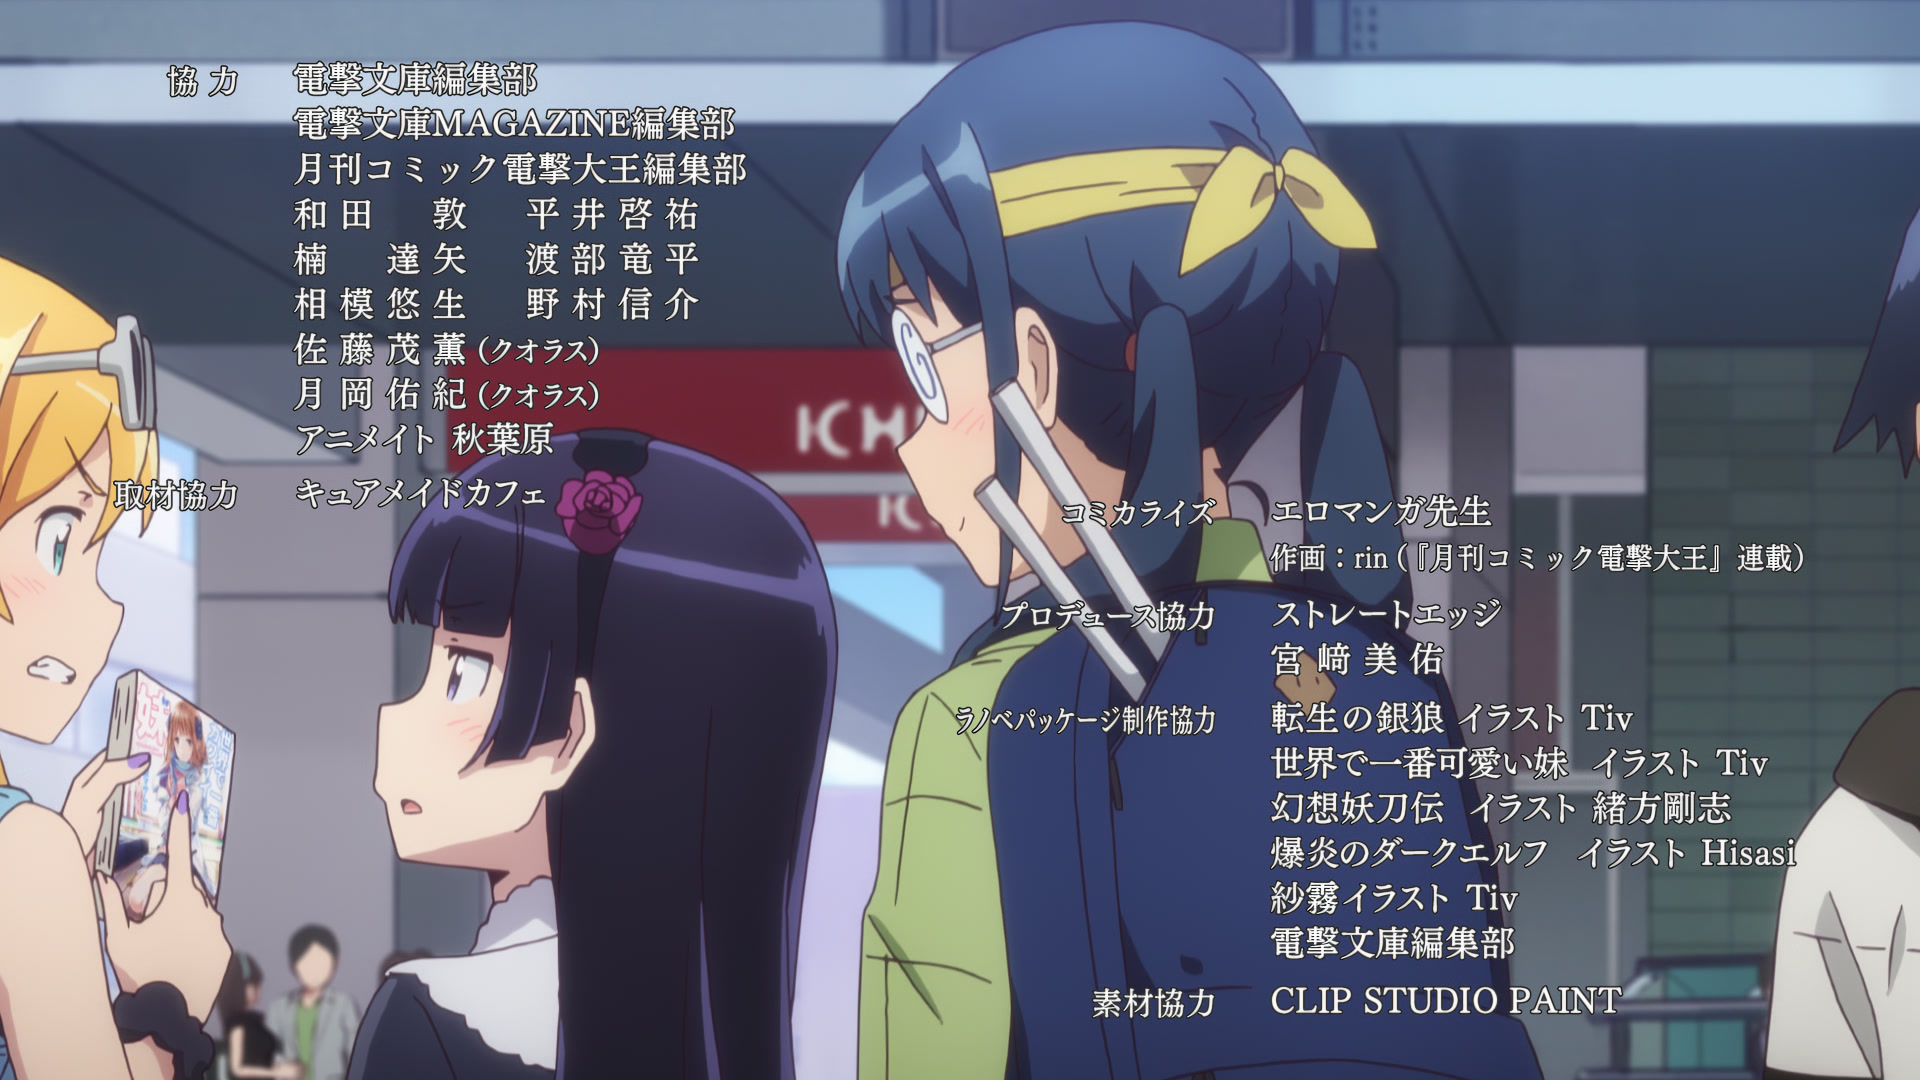 協力 電撃文庫編集部
電撃文庫MAGAZINE編集部
月刊コミック電撃大王編集部
和田 敦 平井啓祐
楠 達矢 渡部竜平
相模悠生 野村信介
佐藤茂薫(クオラス)
月岡佑紀(クオラス)
アニメイト 秋葉原
取材協力 キュアメイドカフェ
コミカライズ エロマンガ先生
作画：rin(『月刊コミック電撃大王』連載)
プロデュース協力 ストレートエッジ
宮﨑美佑
ラノベパッケージ制作協力 転生の銀狼 イラスト Tiv
世界で一番可愛い妹 イラスト Tiv
幻想妖刀伝 イラスト 緒方剛志
爆炎のダークエルフ イラスト Hisasi
紗霧イラスト Tiv
電撃文庫編集部
素材協力 CLIP STUDIO PAINT